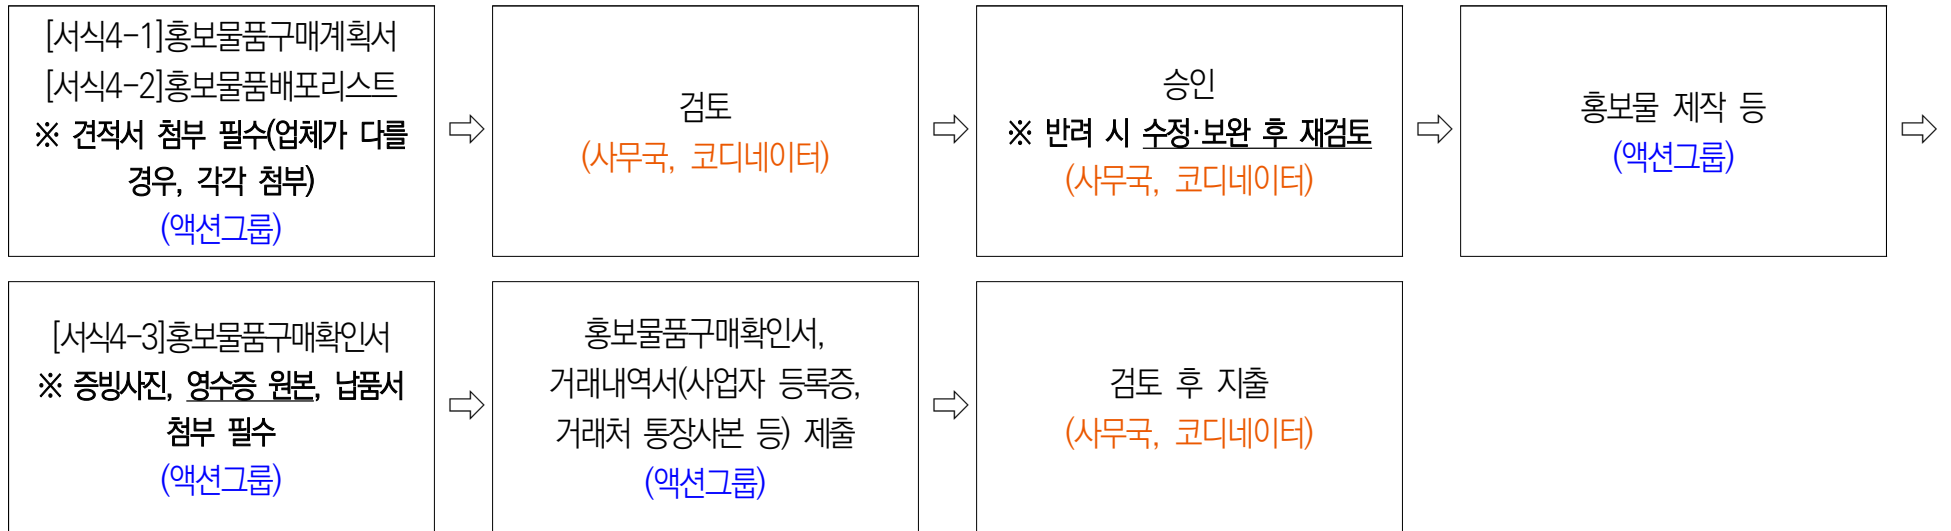 [서식4-1]홍보물품구매계획서
[서식4-2]홍보물품배포리스트
※ 견적서 첨부 필수(업체가 다를
경우, 각각 첨부)
(액션그룹)
⇨
검토
(사무국, 코디네이터)
⇨
승인
※ 반려 시 수정·보완 후 재검토
(사무국, 코디네이터)
⇨
홍보물 제작 등
(액션그룹)
⇨
[서식4-3]홍보물품구매확인서
※ 증빙사진, 영수증 원본, 납품서
첨부 필수
(액션그룹)
⇨
홍보물품구매확인서,
거래내역서(사업자 등록증,
거래처 통장사본 등) 제출
(액션그룹)
⇨
검토 후 지출
(사무국, 코디네이터)